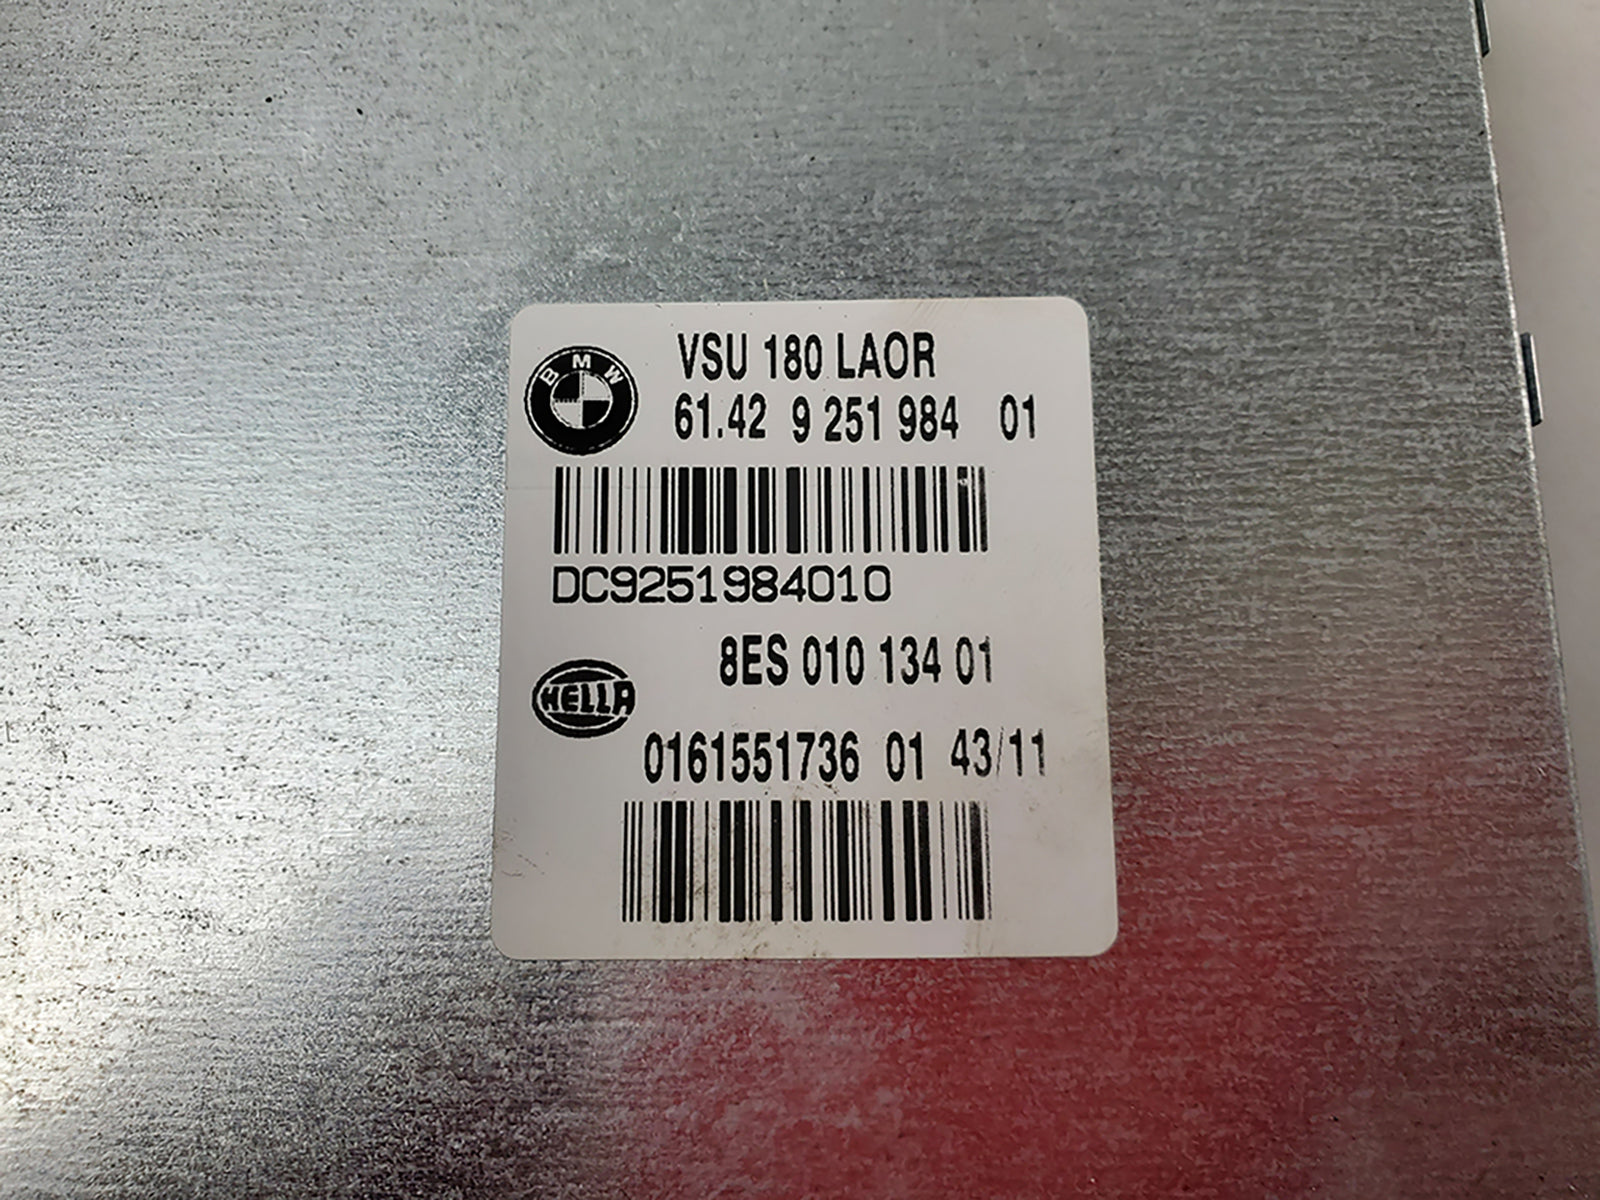 BMW
VSU 180 LAOR
61.42 9 251 984 01
DC9251984010
8ES 010 134 01
HELLA
0161551736 01 43/11